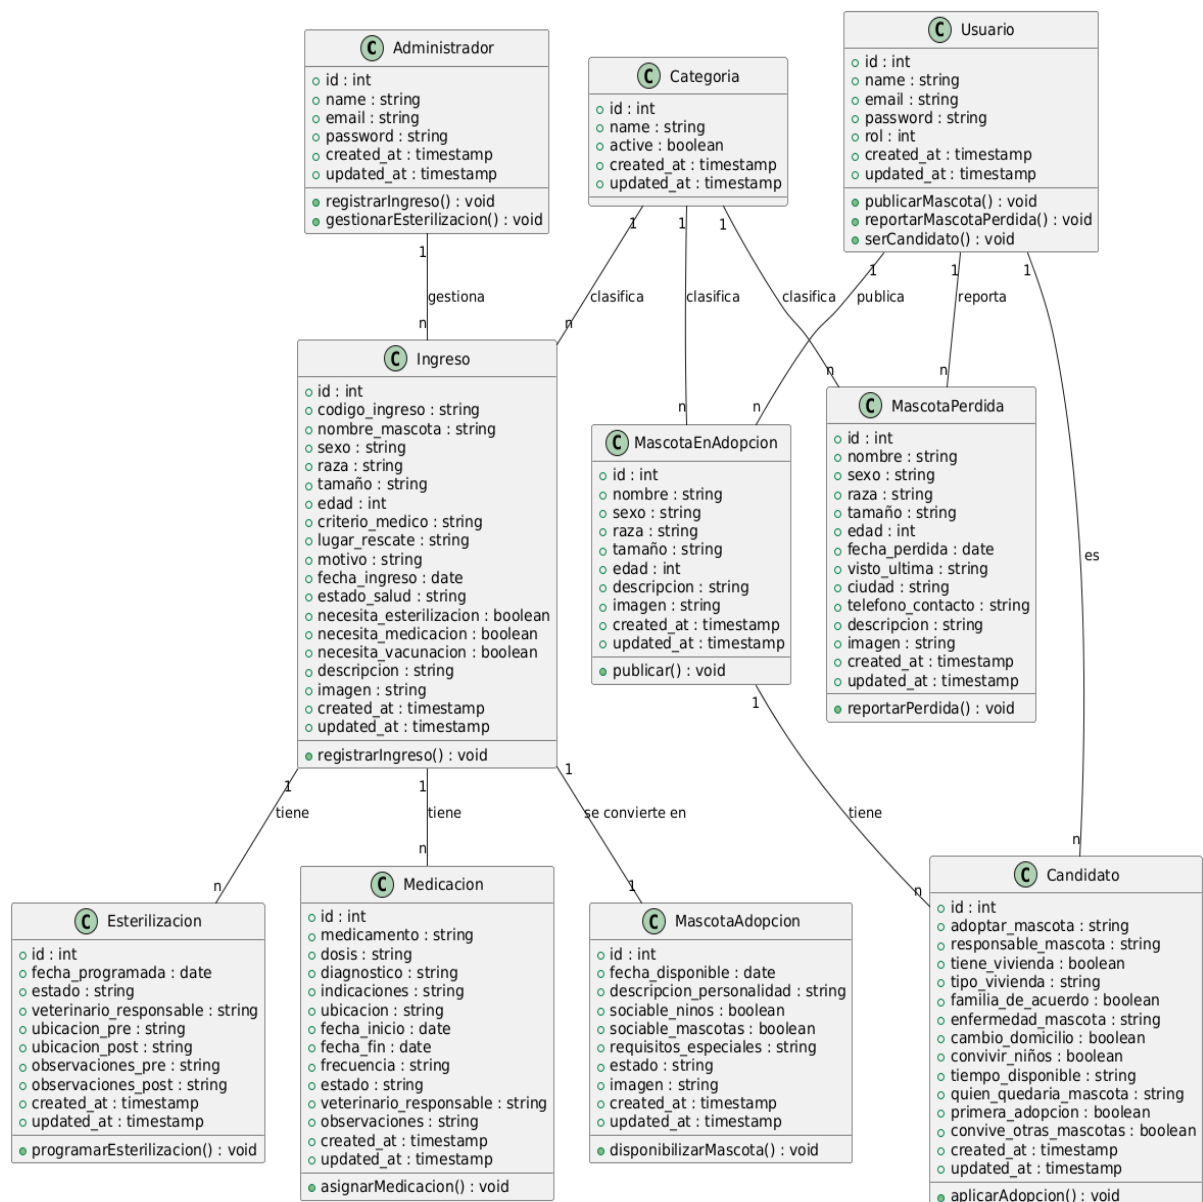 C Administrador
id : int
name : string
email : string
password : string
created_at : timestamp
updated_at : timestamp
registrarIngreso() : void
gestionarEsterilizacion() : void
C Categoria
id : int
name : string
active : boolean
created_at : timestamp
updated_at : timestamp
C Usuario
id : int
name : string
email : string
password : string
rol : int
created_at : timestamp
updated_at : timestamp
publicarMascota() : void
reportarMascotaPerdida() : void
serCandidato() : void
1
gestiona
n
1
clasifica
n
1
clasifica
n
1
clasifica
n
1
publica
n
1
reporta
n
1
es
n
C Ingreso
id : int
codigo_ingreso : string
nombre_mascota : string
sexo : string
raza : string
tamaño : string
edad : int
criterio_medico : string
lugar_rescate : string
motivo : string
fecha_ingreso : date
estado_salud : string
necesita_esterilizacion : boolean
necesita_medicacion : boolean
necesita_vacunacion : boolean
descripcion : string
imagen : string
created_at : timestamp
updated_at : timestamp
registrarIngreso() : void
C MascotaEnAdopcion
id : int
nombre : string
sexo : string
raza : string
tamaño : string
edad : int
descripcion : string
imagen : string
created_at : timestamp
updated_at : timestamp
publicar() : void
C MascotaPerdida
id : int
nombre : string
sexo : string
raza : string
tamaño : string
edad : int
fecha_perdida : date
visto_ultima : string
ciudad : string
telefono_contacto : string
descripcion : string
imagen : string
created_at : timestamp
updated_at : timestamp
reportarPerdida() : void
1
tiene
n
1
tiene
n
1
se convierte en
1
1
tiene
n
C Esterilizacion
id : int
fecha_programada : date
estado : string
veterinario_responsable : string
ubicacion_pre : string
ubicacion_post : string
observaciones_pre : string
observaciones_post : string
created_at : timestamp
updated_at : timestamp
programarEsterilizacion() : void
C Medicacion
id : int
medicamento : string
dosis : string
diagnostico : string
indicaciones : string
ubicacion : string
fecha_inicio : date
fecha_fin : date
frecuencia : string
estado : string
veterinario_responsable : string
observaciones : string
created_at : timestamp
updated_at : timestamp
asignarMedicacion() : void
C MascotaAdopcion
id : int
fecha_disponible : date
descripcion_personalidad : string
sociable_ninos : boolean
sociable_mascotas : boolean
requisitos_especiales : string
estado : string
imagen : string
created_at : timestamp
updated_at : timestamp
disponibilizarMascota() : void
C Candidato
id : int
adoptar_mascota : string
responsable_mascota : string
tiene_vivienda : boolean
tipo_vivienda : string
familia_de_acuerdo : boolean
enfermedad_mascota : string
cambio_domicilio : boolean
convivir_niños : boolean
tiempo_disponible : string
quien_quedaria_mascota : string
primera_adopcion : boolean
convive_otras_mascotas : boolean
created_at : timestamp
updated_at : timestamp
aplicarAdopcion() : void